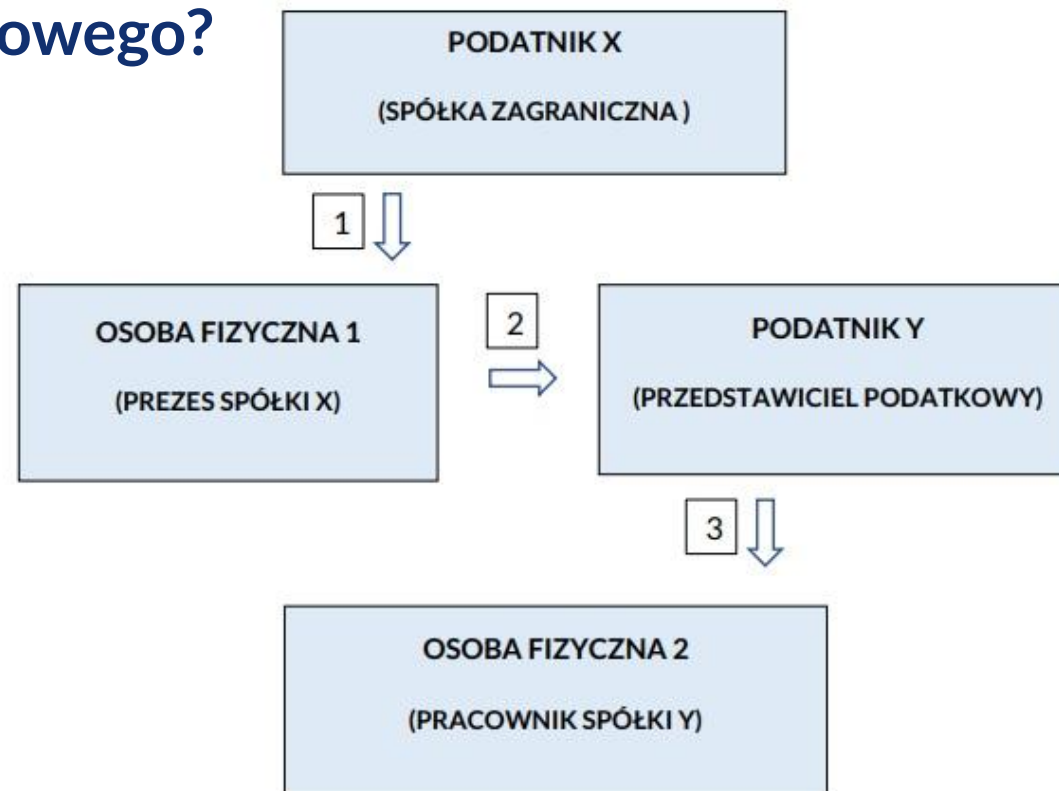 owego?
PODATNIK X
(SPÓŁKA ZAGRANICZNA )
1
OSOBA FIZYCZNA 1
(PREZES SPÓŁKI X)
2
PODATNIK Y
(PRZEDSTAWICIEL PODATKOWY)
3
OSOBA FIZYCZNA 2
(PRACOWNIK SPÓŁKI Y)